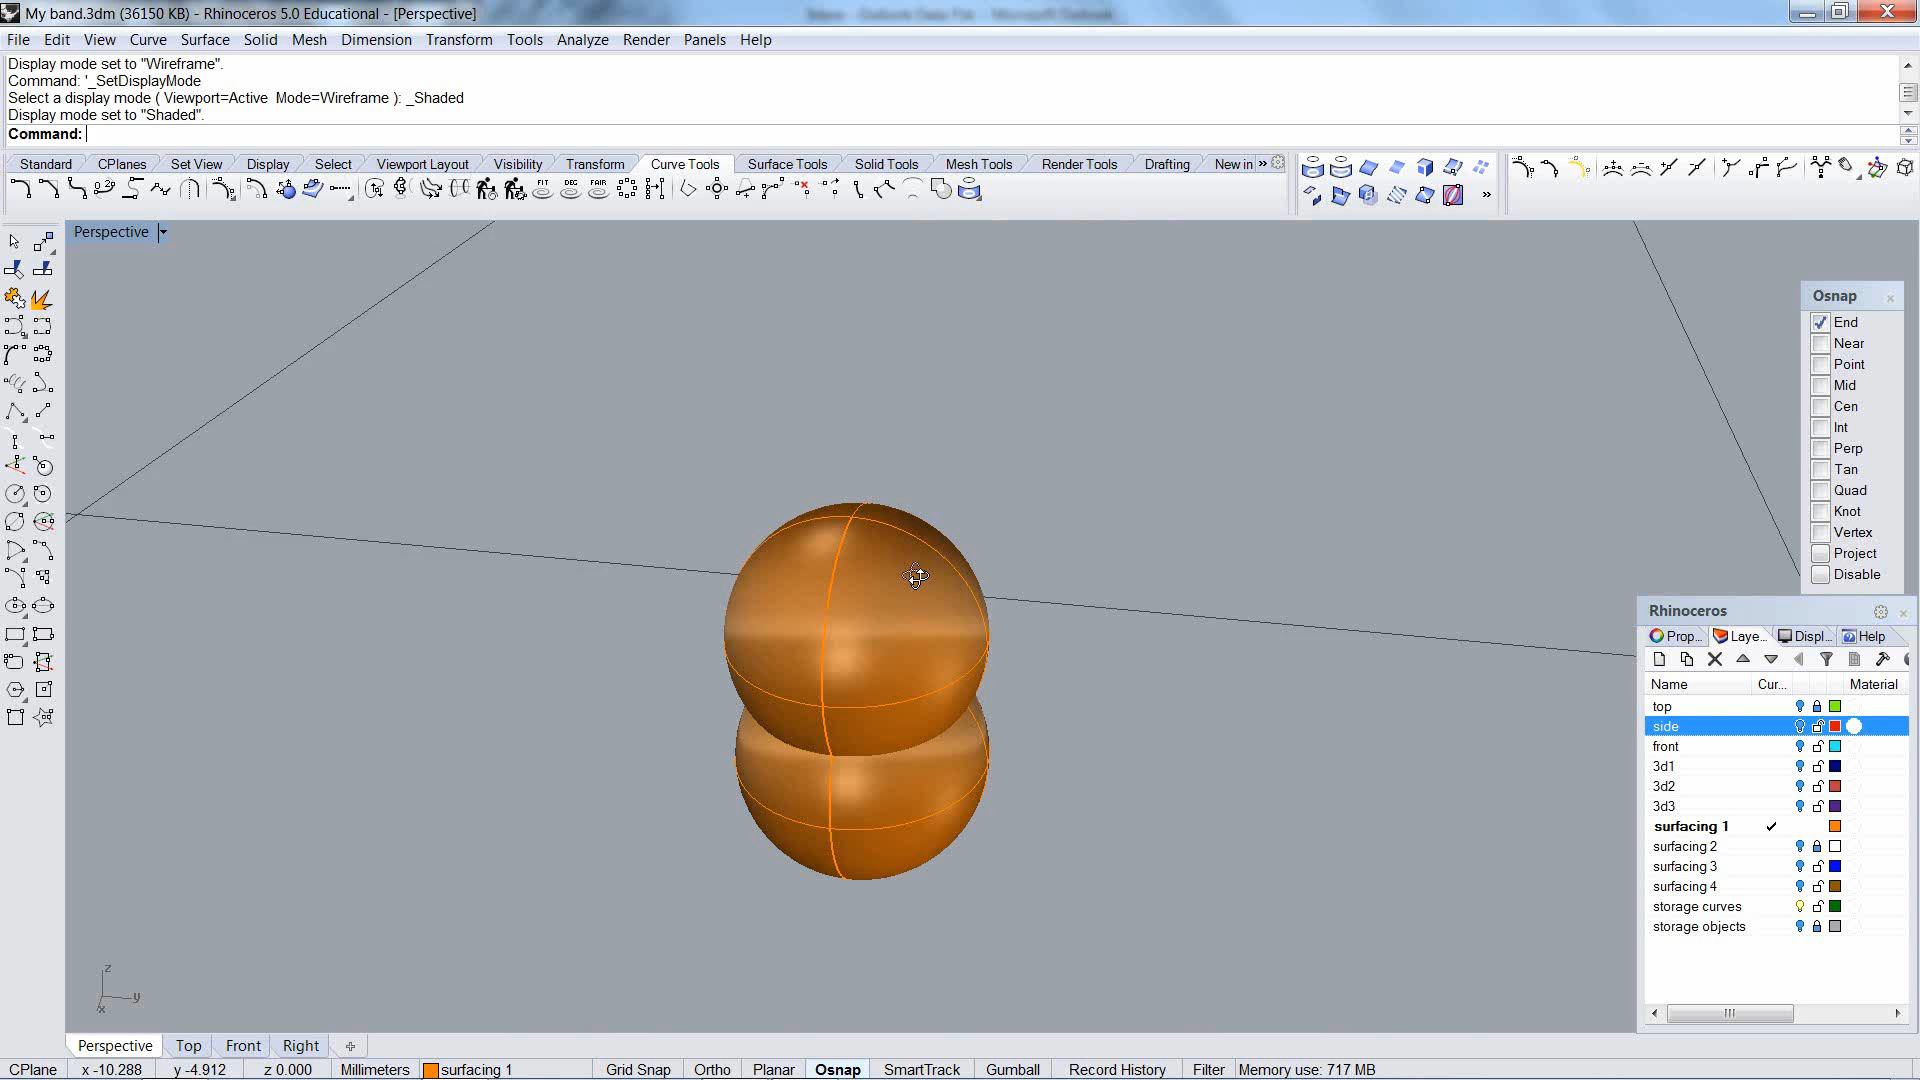 My band.3dm (36150 KB) - Rhinoceros 5.0 Educational - [Perspective]
File Edit View Curve Surface Solid Mesh Dimension Transform Tools Analyze Render Panels Help
Display mode set to "Wireframe".
Command: '_SetDisplayMode
Select a display mode ( Viewport=Active  Mode=Wireframe ): _Shaded
Display mode set to "Shaded".
Command:
Standard CPlanes Set View Display Select Viewport Layout Visibility Transform Curve Tools Surface Tools Solid Tools Mesh Tools Render Tools Drafting New in »
FIT DEG FAIR
Perspective
Osnap
End
Near
Point
Mid
Cen
Int
Perp
Tan
Quad
Knot
Vertex
Project
Disable
Rhinoceros
Prop... Laye... Displ... Help
Name Cur... Material
top
side
front
3d1
3d2
3d3
surfacing 1
surfacing 2
surfacing 3
surfacing 4
storage curves
storage objects
z
y
x
Perspective Top Front Right
CPlane x -10.288 y -4.912 z 0.000 Millimeters surfacing 1 Grid Snap Ortho Planar Osnap SmartTrack Gumball Record History Filter Memory use: 717 MB